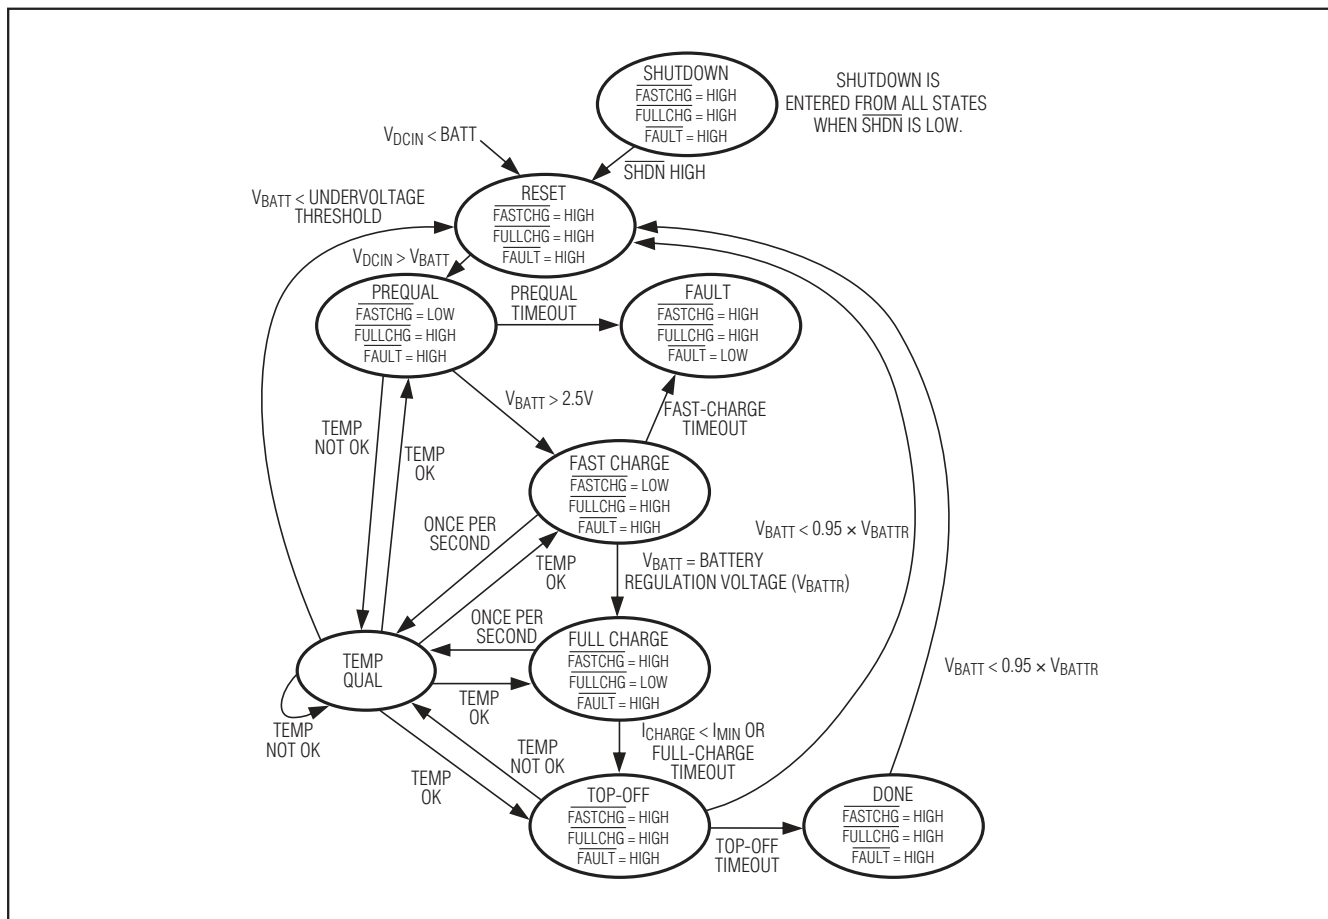 SHUTDOWN
FASTCHG = HIGH
FULLCHG = HIGH
FAULT = HIGH
SHUTDOWN IS
ENTERED FROM ALL STATES
WHEN SHDN IS LOW.
VDCIN < BATT
SHDN HIGH
RESET
FASTCHG = HIGH
FULLCHG = HIGH
FAULT = HIGH
VBATT < UNDERVOLTAGE
THRESHOLD
VDCIN > VBATT
PREQUAL
FASTCHG = LOW
FULLCHG = HIGH
FAULT = HIGH
PREQUAL
TIMEOUT
FAULT
FASTCHG = HIGH
FULLCHG = HIGH
FAULT = LOW
VBATT > 2.5V
FAST-CHARGE
TIMEOUT
TEMP
NOT OK
TEMP
OK
FAST CHARGE
FASTCHG = LOW
FULLCHG = HIGH
FAULT = HIGH
ONCE PER
SECOND
TEMP
OK
VBATT = BATTERY
REGULATION VOLTAGE (VBATTR)
VBATT < 0.95 × VBATTR
ONCE PER
SECOND
FULL CHARGE
FASTCHG = HIGH
FULLCHG = LOW
FAULT = HIGH
TEMP
QUAL
TEMP
OK
VBATT < 0.95 × VBATTR
TEMP
NOT OK
TEMP
NOT OK
TEMP
OK
ICHARGE < IMIN OR
FULL-CHARGE
TIMEOUT
TOP-OFF
FASTCHG = HIGH
FULLCHG = HIGH
FAULT = HIGH
TOP-OFF
TIMEOUT
DONE
FASTCHG = HIGH
FULLCHG = HIGH
FAULT = HIGH